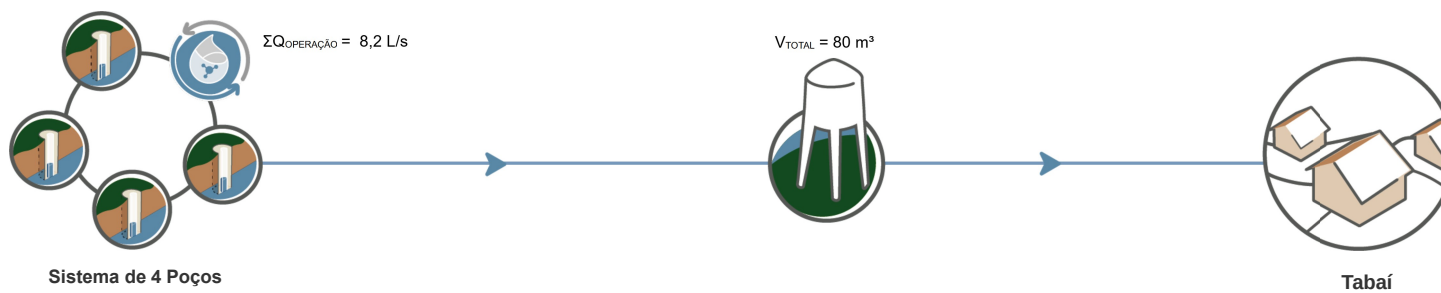 ΣQOPERAÇÃO = 8,2 L/s
VTOTAL = 80 m³
Sistema de 4 Poços
Tabaí